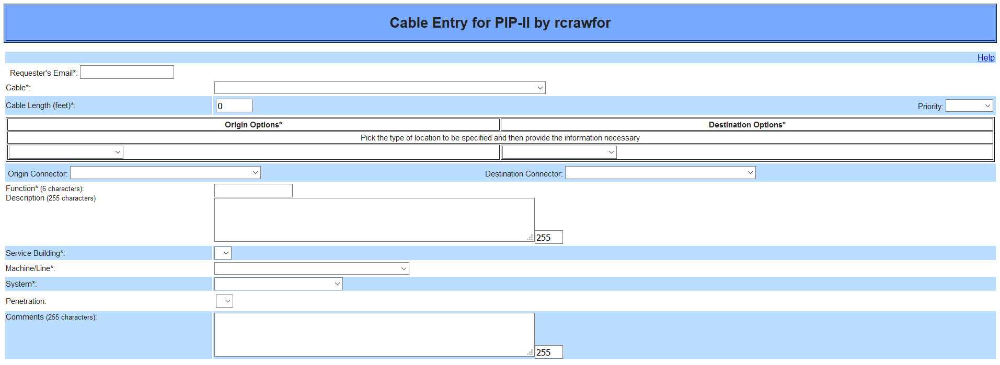 Cable Entry for PIP-II by rcrawfor
Help
Requester's Email*:
Cable*:
Cable Length (feet)*: 0 Priority:
Origin Options* Destination Options*
Pick the type of location to be specified and then provide the information necessary
Origin Connector: Destination Connector:
Function* (6 characters):
Description (255 characters)
255
Service Building*:
Machine/Line*:
System*:
Penetration:
Comments (255 characters):
255